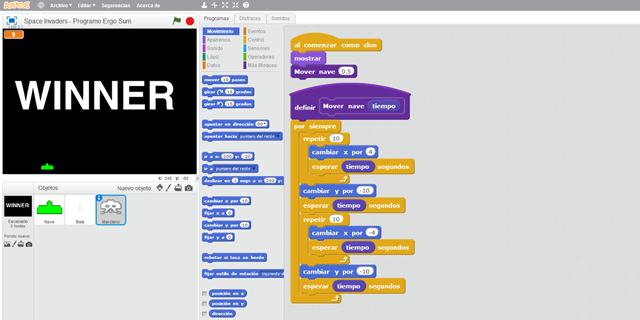 SCRATCH Archivo▼ Editar▼ Sugerencias Acerca de
Space Invaders - Programo Ergo Sum
Programas Disfraces Sonidos
0
WINNER
Movimiento Eventos
Apariencia Control
Sonido Sensores
Lápiz Operadores
Datos Más Bloques
mover 10 pasos
girar 15 grados
girar 15 grados
apuntar en dirección 90▼
apuntar hacia puntero del ratón
ir a x: 200 y: -20
ir a puntero del ratón
deslizar en 1 segs a x: 200 y:
cambiar x por 10
fijar x a 0
cambiar y por 10
fijar y a 0
rebotar si toca un borde
fijar estilo de rotación izquierda-d
posición en x
posición en y
dirección
al comenzar como clon
mostrar
Mover nave 0.5
definir Mover nave tiempo
por siempre
repetir 10
cambiar x por 4
esperar tiempo segundos
cambiar y por -10
esperar tiempo segundos
repetir 10
cambiar x por -4
esperar tiempo segundos
cambiar y por -10
esperar tiempo segundos
Objetos Nuevo objeto:
WINNER
Escenario
3 fondos
Fondo nuevo:
Nave
Bala
Marciano